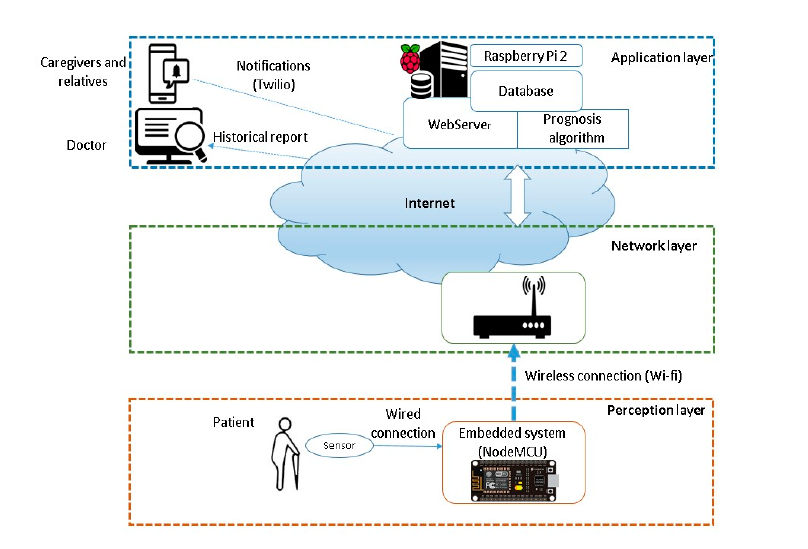 Caregivers and
relatives
Notifications
(Twilio)
Raspberry Pi 2
Application layer
Database
WebServer
Prognosis
algorithm
Doctor
Historical report
Internet
Network layer
Wireless connection (Wi-fi)
Perception layer
Patient
Wired
connection
Sensor
Embedded system
(NodeMCU)